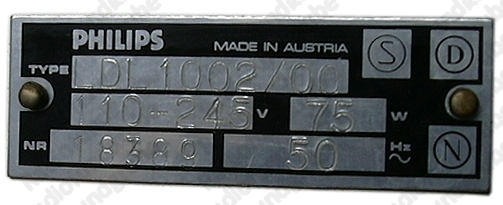 PHILIPS MADE IN AUSTRIA S D
TYPE LDL1002/00
110-245 V 75 W
NR 18389 50 Hz N